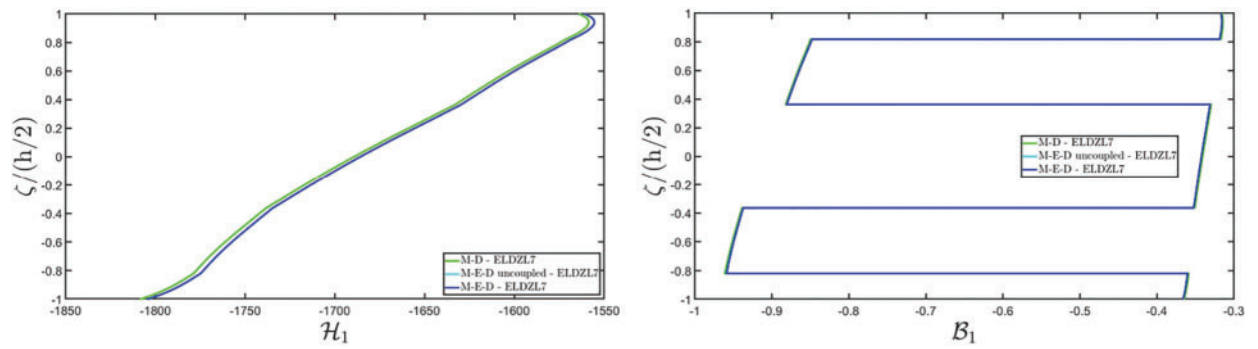 1
0.8
0.6
0.4
0.2
0
-0.2
-0.4
-0.6
-0.8
-1
ζ/(h/2)
M-D - ELDZL7
M-E-D uncoupled - ELDZL7
M-E-D - ELDZL7
-1850 -1800 -1750 -1700 -1650 -1600 -1550
ℋ₁
1
0.8
0.6
0.4
0.2
0
-0.2
-0.4
-0.6
-0.8
-1
ζ/(h/2)
M-D - ELDZL7
M-E-D uncoupled - ELDZL7
M-E-D - ELDZL7
-1 -0.9 -0.8 -0.7 -0.6 -0.5 -0.4 -0.3
ℬ₁